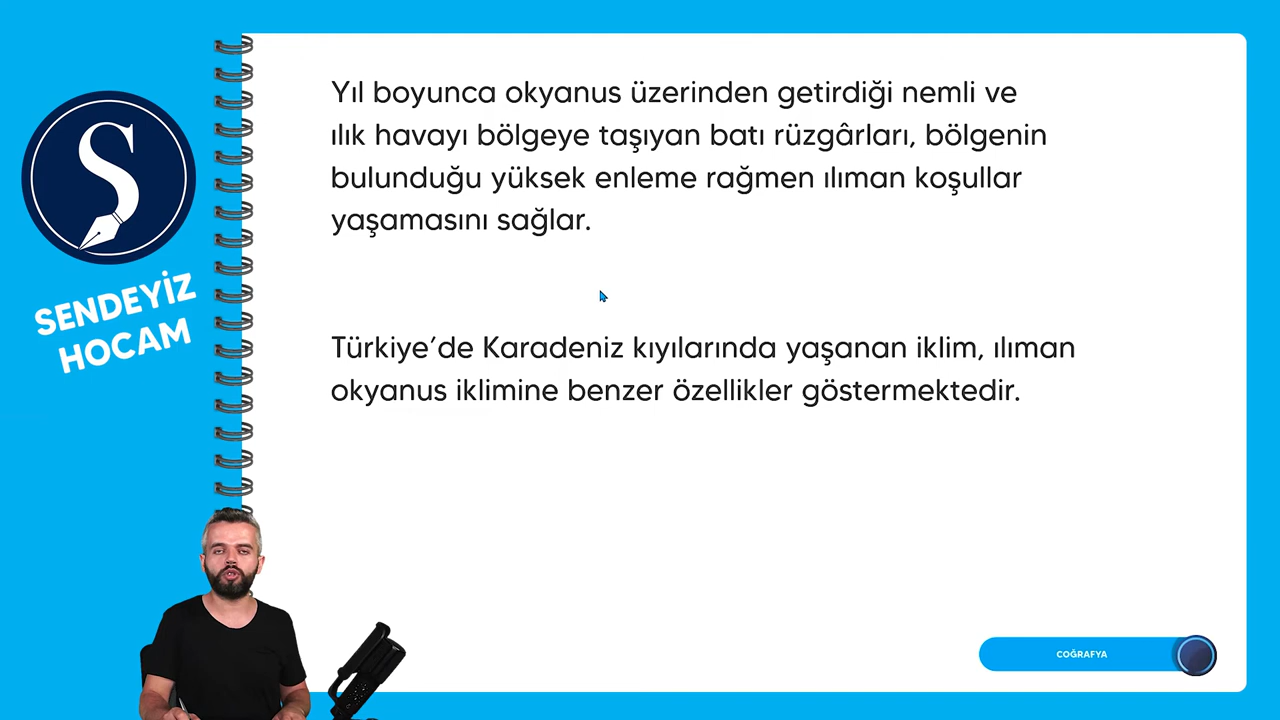 Yıl boyunca okyanus üzerinden getirdiği nemli ve
ılık havayı bölgeye taşıyan batı rüzgârları, bölgenin
bulunduğu yüksek enleme rağmen ılıman koşullar
yaşamasını sağlar.
Türkiye’de Karadeniz kıyılarında yaşanan iklim, ılıman
okyanus iklimine benzer özellikler göstermektedir.
S
SENDEYİZ
HOCAM
COĞRAFYA